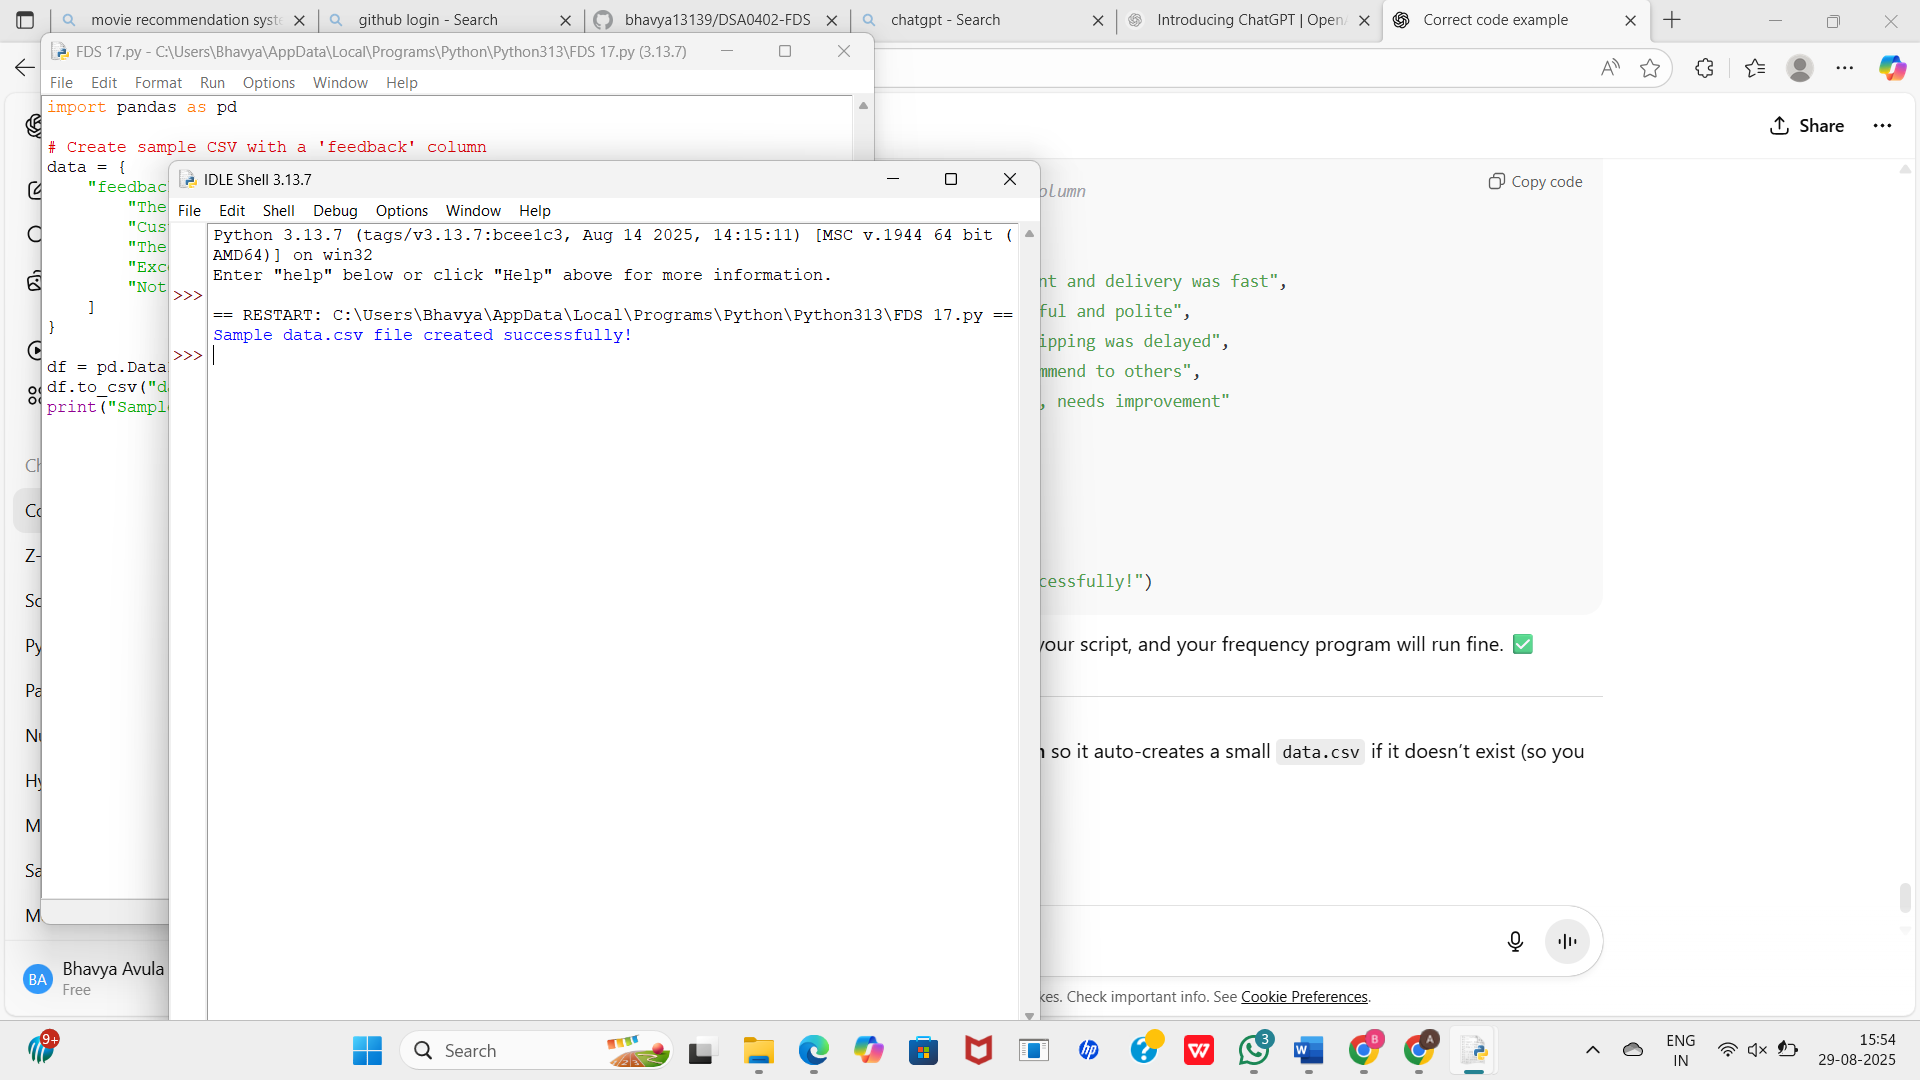 movie recommendation syste
github login - Search
bhavya13139/DSA0402-FDS
chatgpt - Search
Introducing ChatGPT | OpenA
Correct code example
FDS 17.py - C:\Users\Bhavya\AppData\Local\Programs\Python\Python313\FDS 17.py (3.13.7)
File Edit Format Run Options Window Help
import pandas as pd
# Create sample CSV with a 'feedback' column
data = {
"feedbac
"The
"Cus
"The
"Exc
"Not
]
}
df = pd.Data
df.to_csv("d
print("Sampl
IDLE Shell 3.13.7
File Edit Shell Debug Options Window Help
Python 3.13.7 (tags/v3.13.7:bcee1c3, Aug 14 2025, 14:15:11) [MSC v.1944 64 bit (
AMD64)] on win32
Enter "help" below or click "Help" above for more information.
>>>
== RESTART: C:\Users\Bhavya\AppData\Local\Programs\Python\Python313\FDS 17.py ==
Sample data.csv file created successfully!
>>>
Share
Copy code
olumn
nt and delivery was fast",
ful and polite",
ipping was delayed",
mmend to others",
, needs improvement"
cessfully!")
your script, and your frequency program will run fine. ✅
so it auto-creates a small data.csv if it doesn’t exist (so you
kes. Check important info. See Cookie Preferences.
Ch
Co
Z-
Sc
Py
Pa
Nu
Hy
M
Sa
M
BA
Bhavya Avula
Free
9+
Search
3
B
A
ENG
IN
15:54
29-08-2025